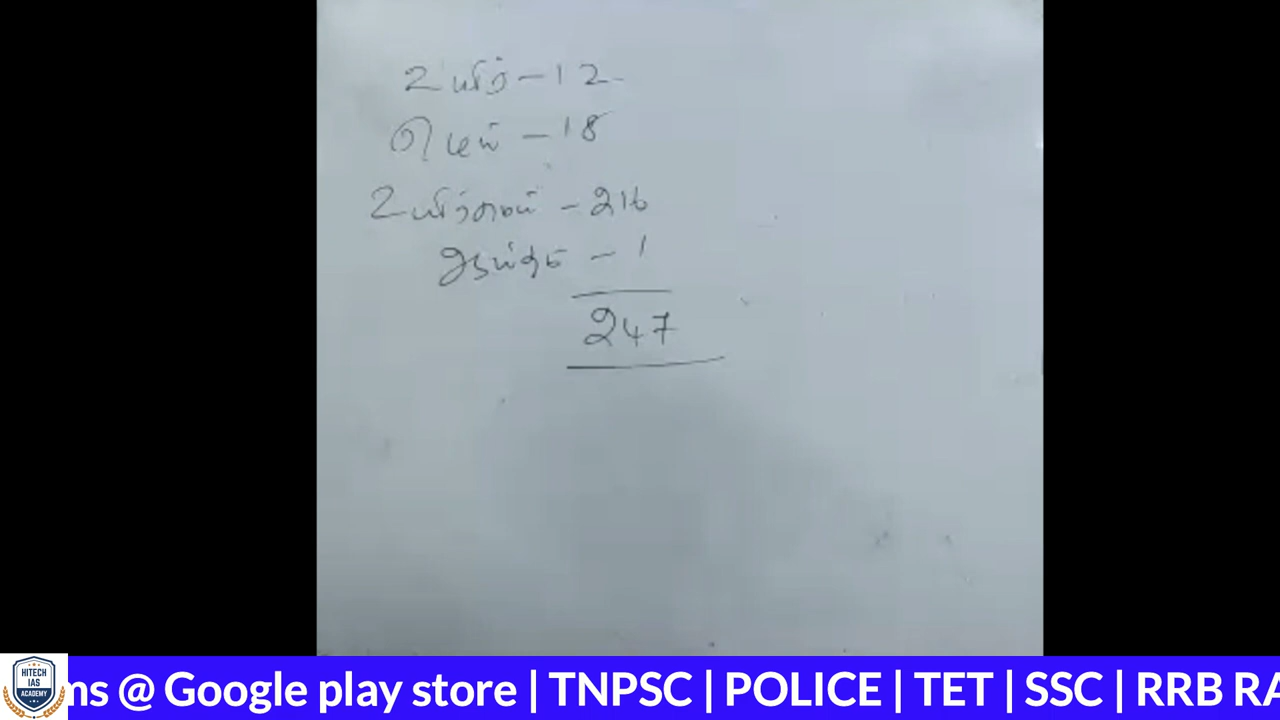 உயிர் – 12
மெய் – 18
உயிர்மெய் – 216
ஆய்தம் – 1
247
HITECH
IAS
ACADEMY
ms @ Google play store | TNPSC | POLICE | TET | SSC | RRB RA